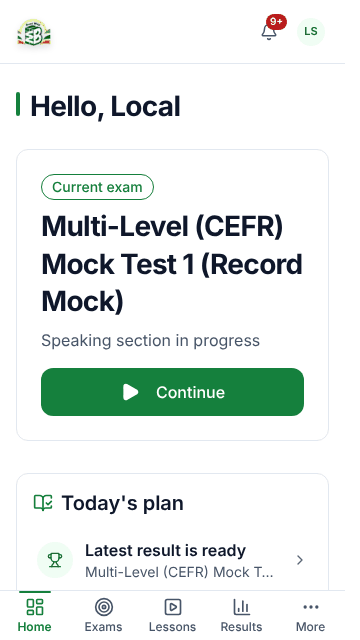 9+
LS
Hello, Local
Current exam
Multi-Level (CEFR)
Mock Test 1 (Record
Mock)
Speaking section in progress
Continue
Today's plan
Latest result is ready
Multi-Level (CEFR) Mock T...
Home Exams Lessons Results More